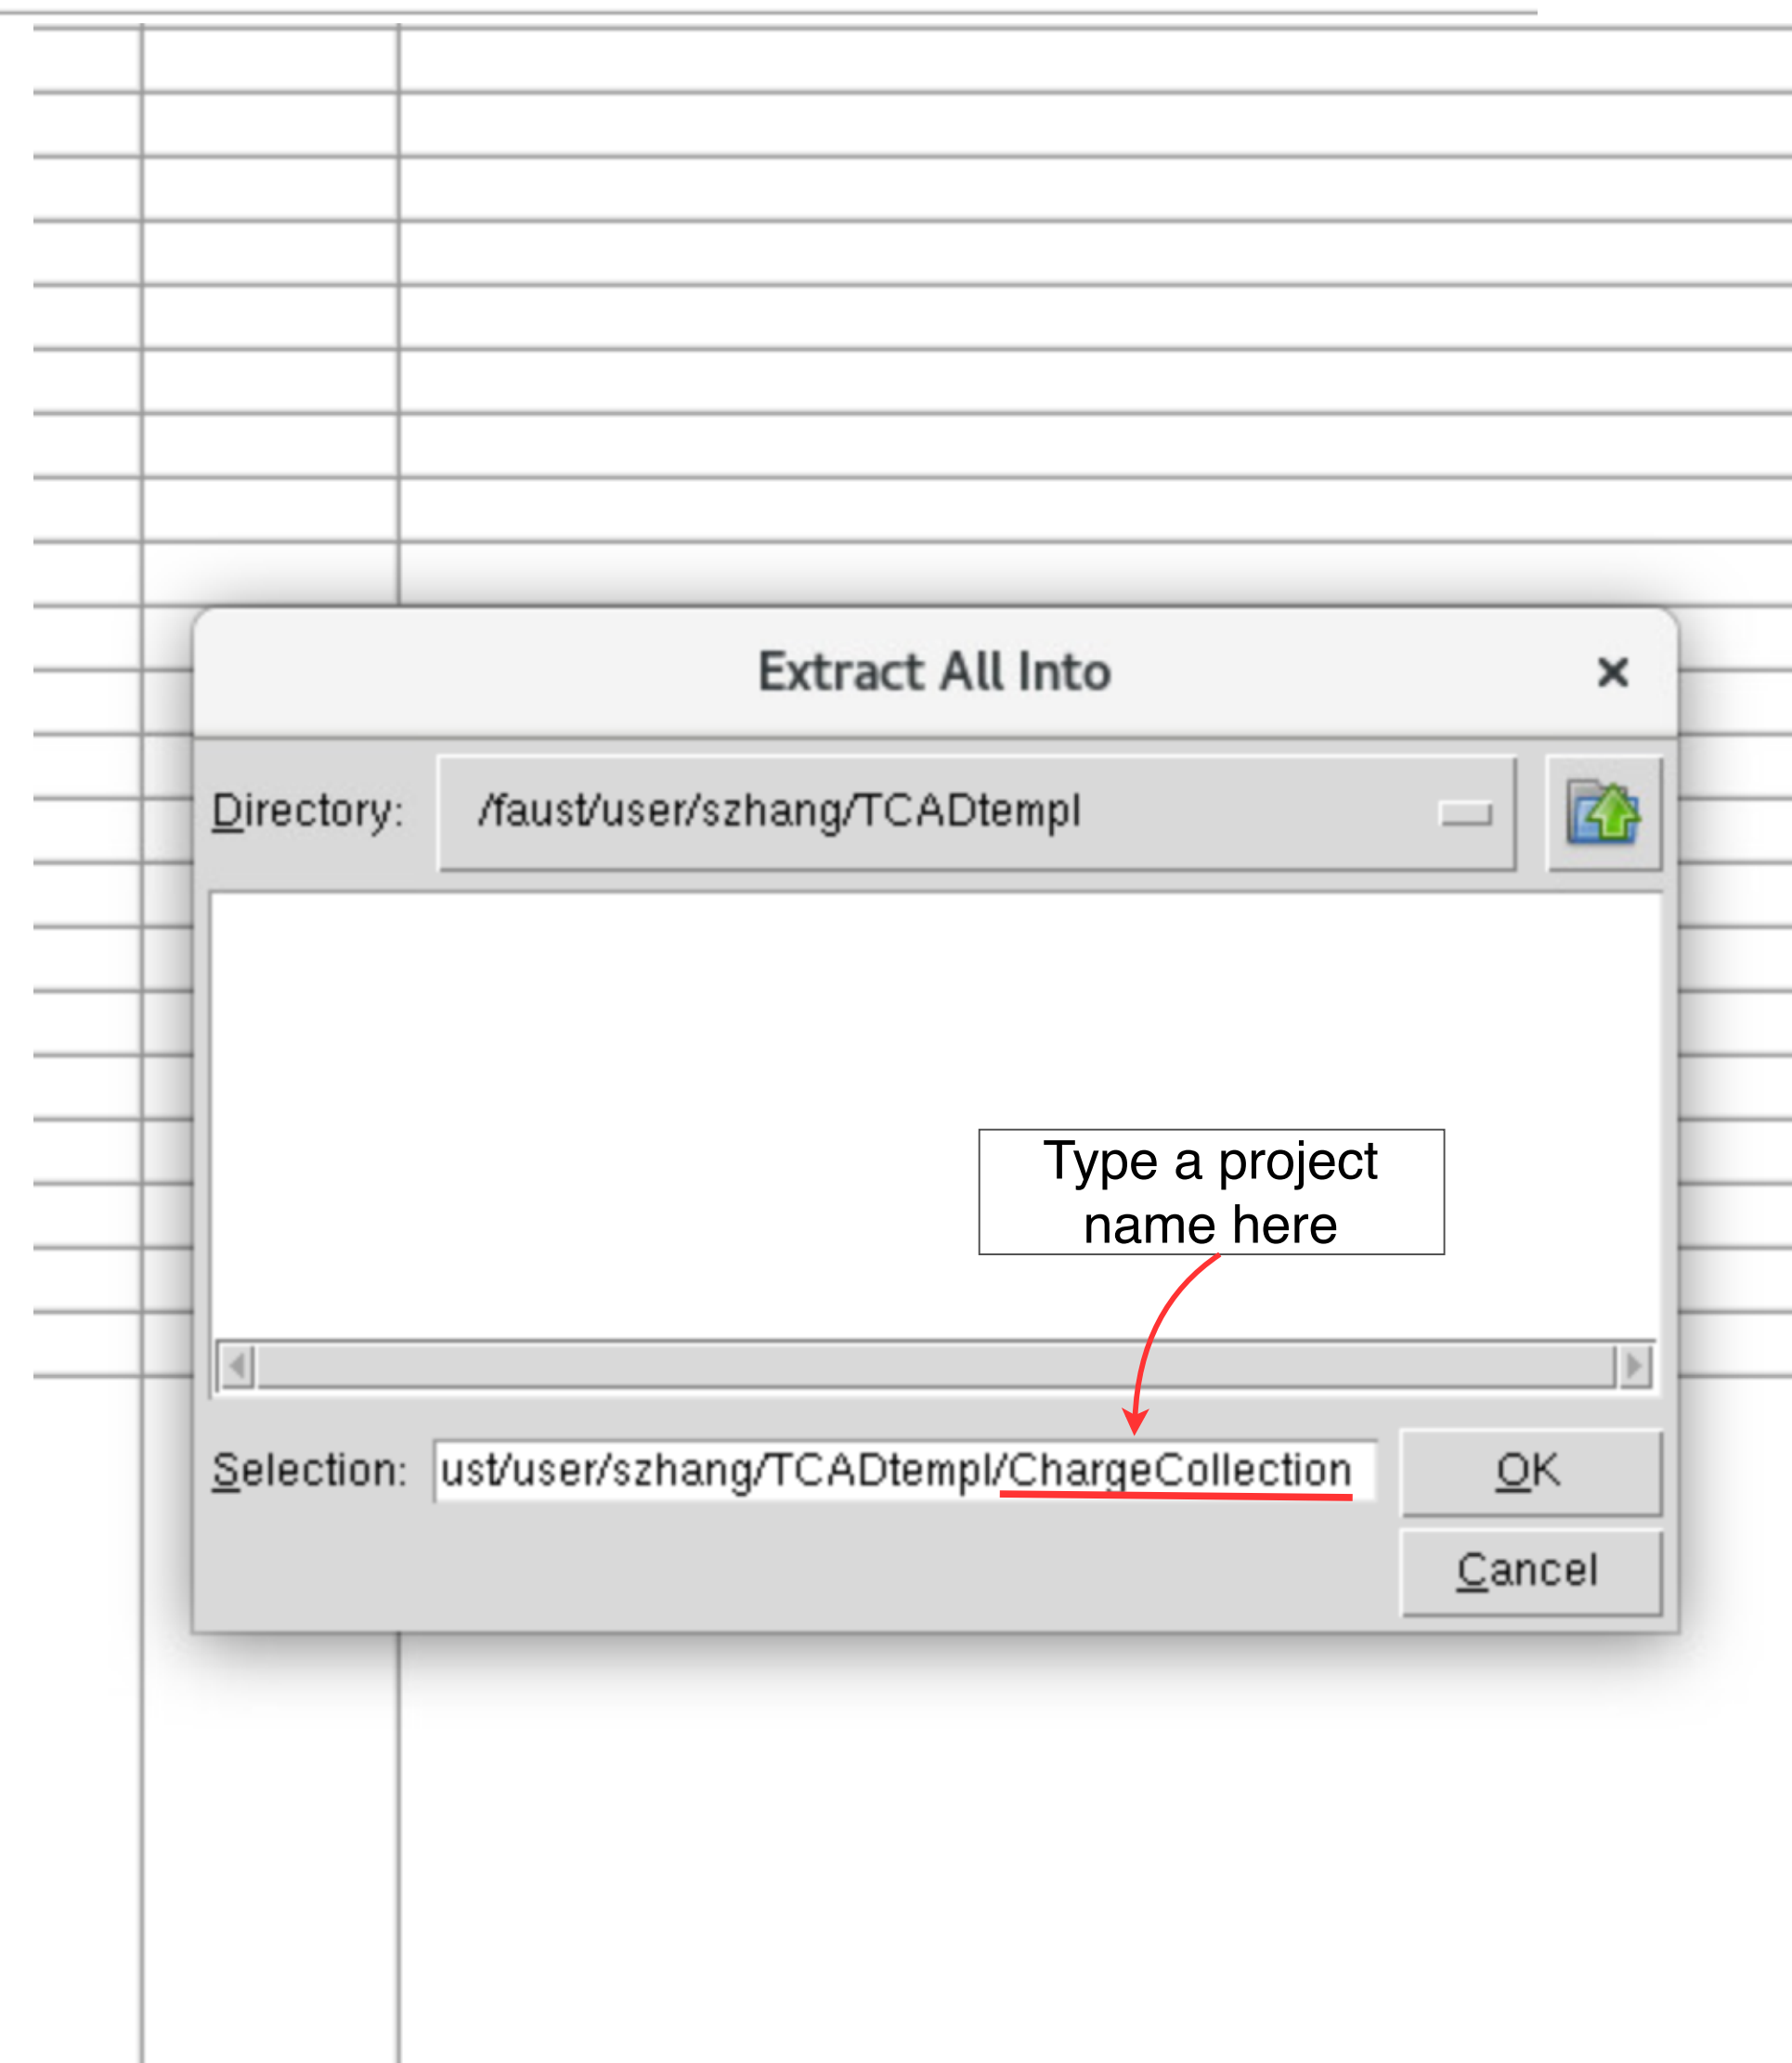 Extract All Into
Directory: /faust/user/szhang/TCADtempl
Type a project
name here
Selection: ust/user/szhang/TCADtempl/ChargeCollection
OK
Cancel